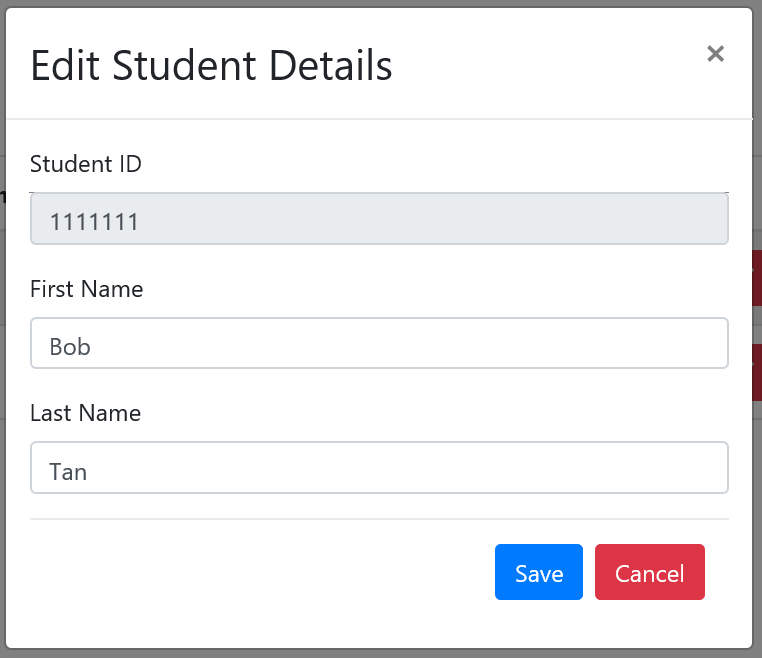 Edit Student Details ×
Student ID
1111111
First Name
Bob
Last Name
Tan
Save Cancel